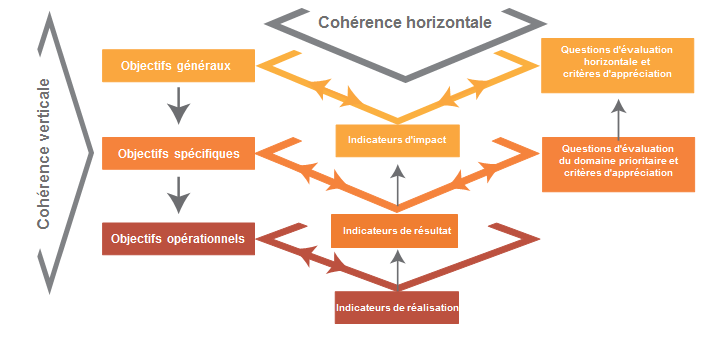 Cohérence horizontale
Cohérence verticale
Objectifs généraux
Questions d'évaluation
horizontale et
critères d'appréciation
Indicateurs d'impact
Objectifs spécifiques
Questions d'évaluation
du domaine prioritaire et
critères d'appréciation
Indicateurs de résultat
Objectifs opérationnels
Indicateurs de réalisation